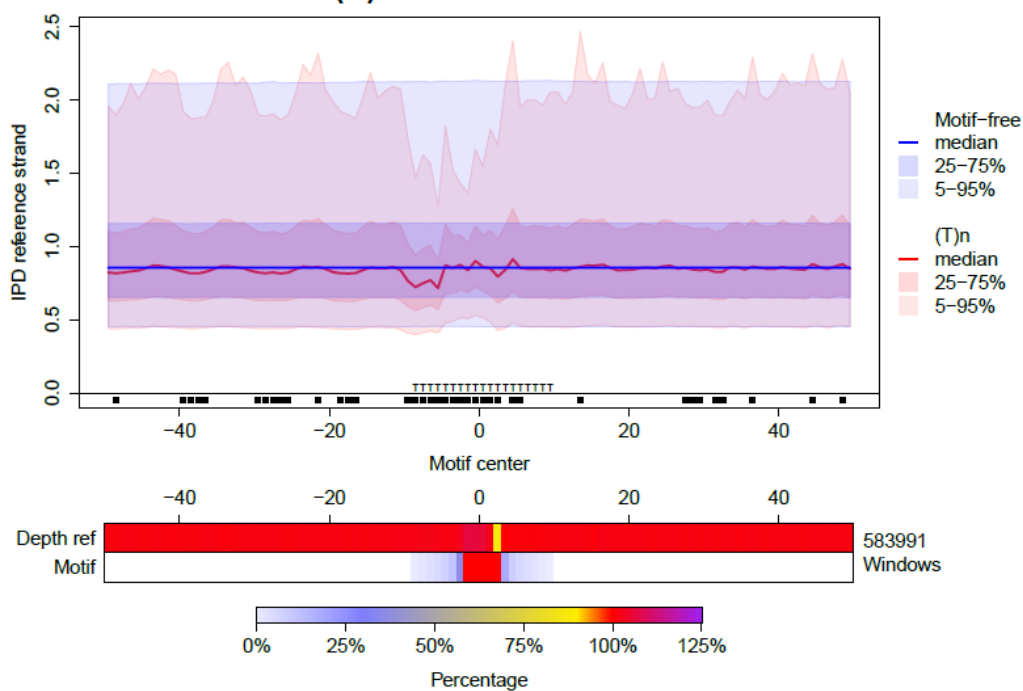 2.5
2.0
1.5
1.0
0.5
0.0
IPD reference strand
TTTTTTTTTTTTTTTTTTT
−40 −20 0 20 40
Motif center
Motif−free
median
25−75%
5−95%
(T)n
median
25−75%
5−95%
−40 −20 0 20 40
Depth ref
Motif
583991
Windows
0% 25% 50% 75% 100% 125%
Percentage